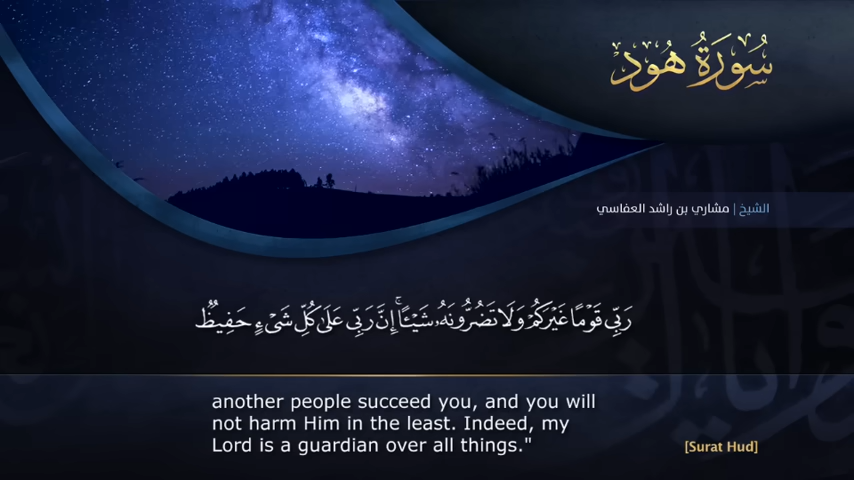 سُورَةُ هُود
الشيخ | مشاري بن راشد العفاسي
رَبِّي قَوْمًا غَيْرَكُمْ وَلَا تَضُرُّونَهُۥ شَيْـًٔا ۚ إِنَّ رَبِّي عَلَىٰ كُلِّ شَىْءٍ حَفِيظٌ
another people succeed you, and you will
not harm Him in the least. Indeed, my
Lord is a guardian over all things."
[Surat Hud]